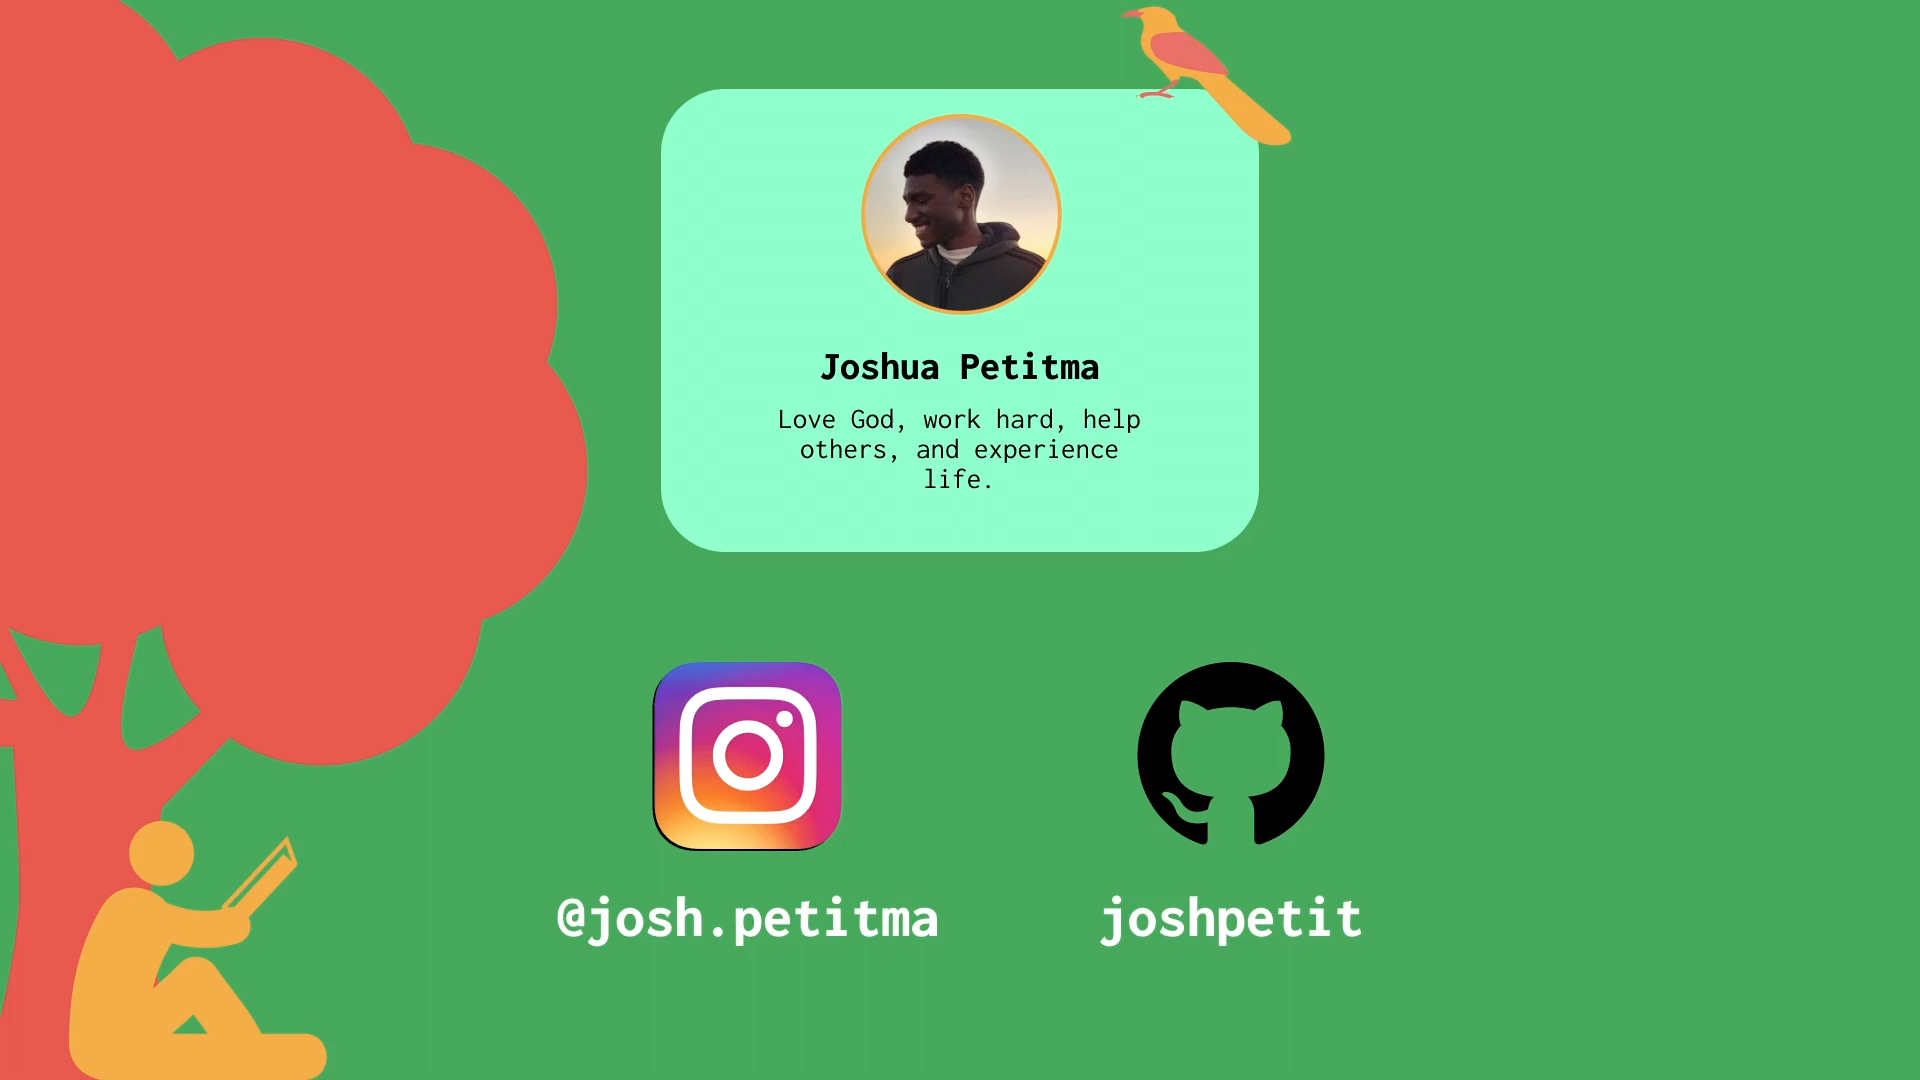 Joshua Petitma
Love God, work hard, help
others, and experience
life.
@josh.petitma
joshpetit